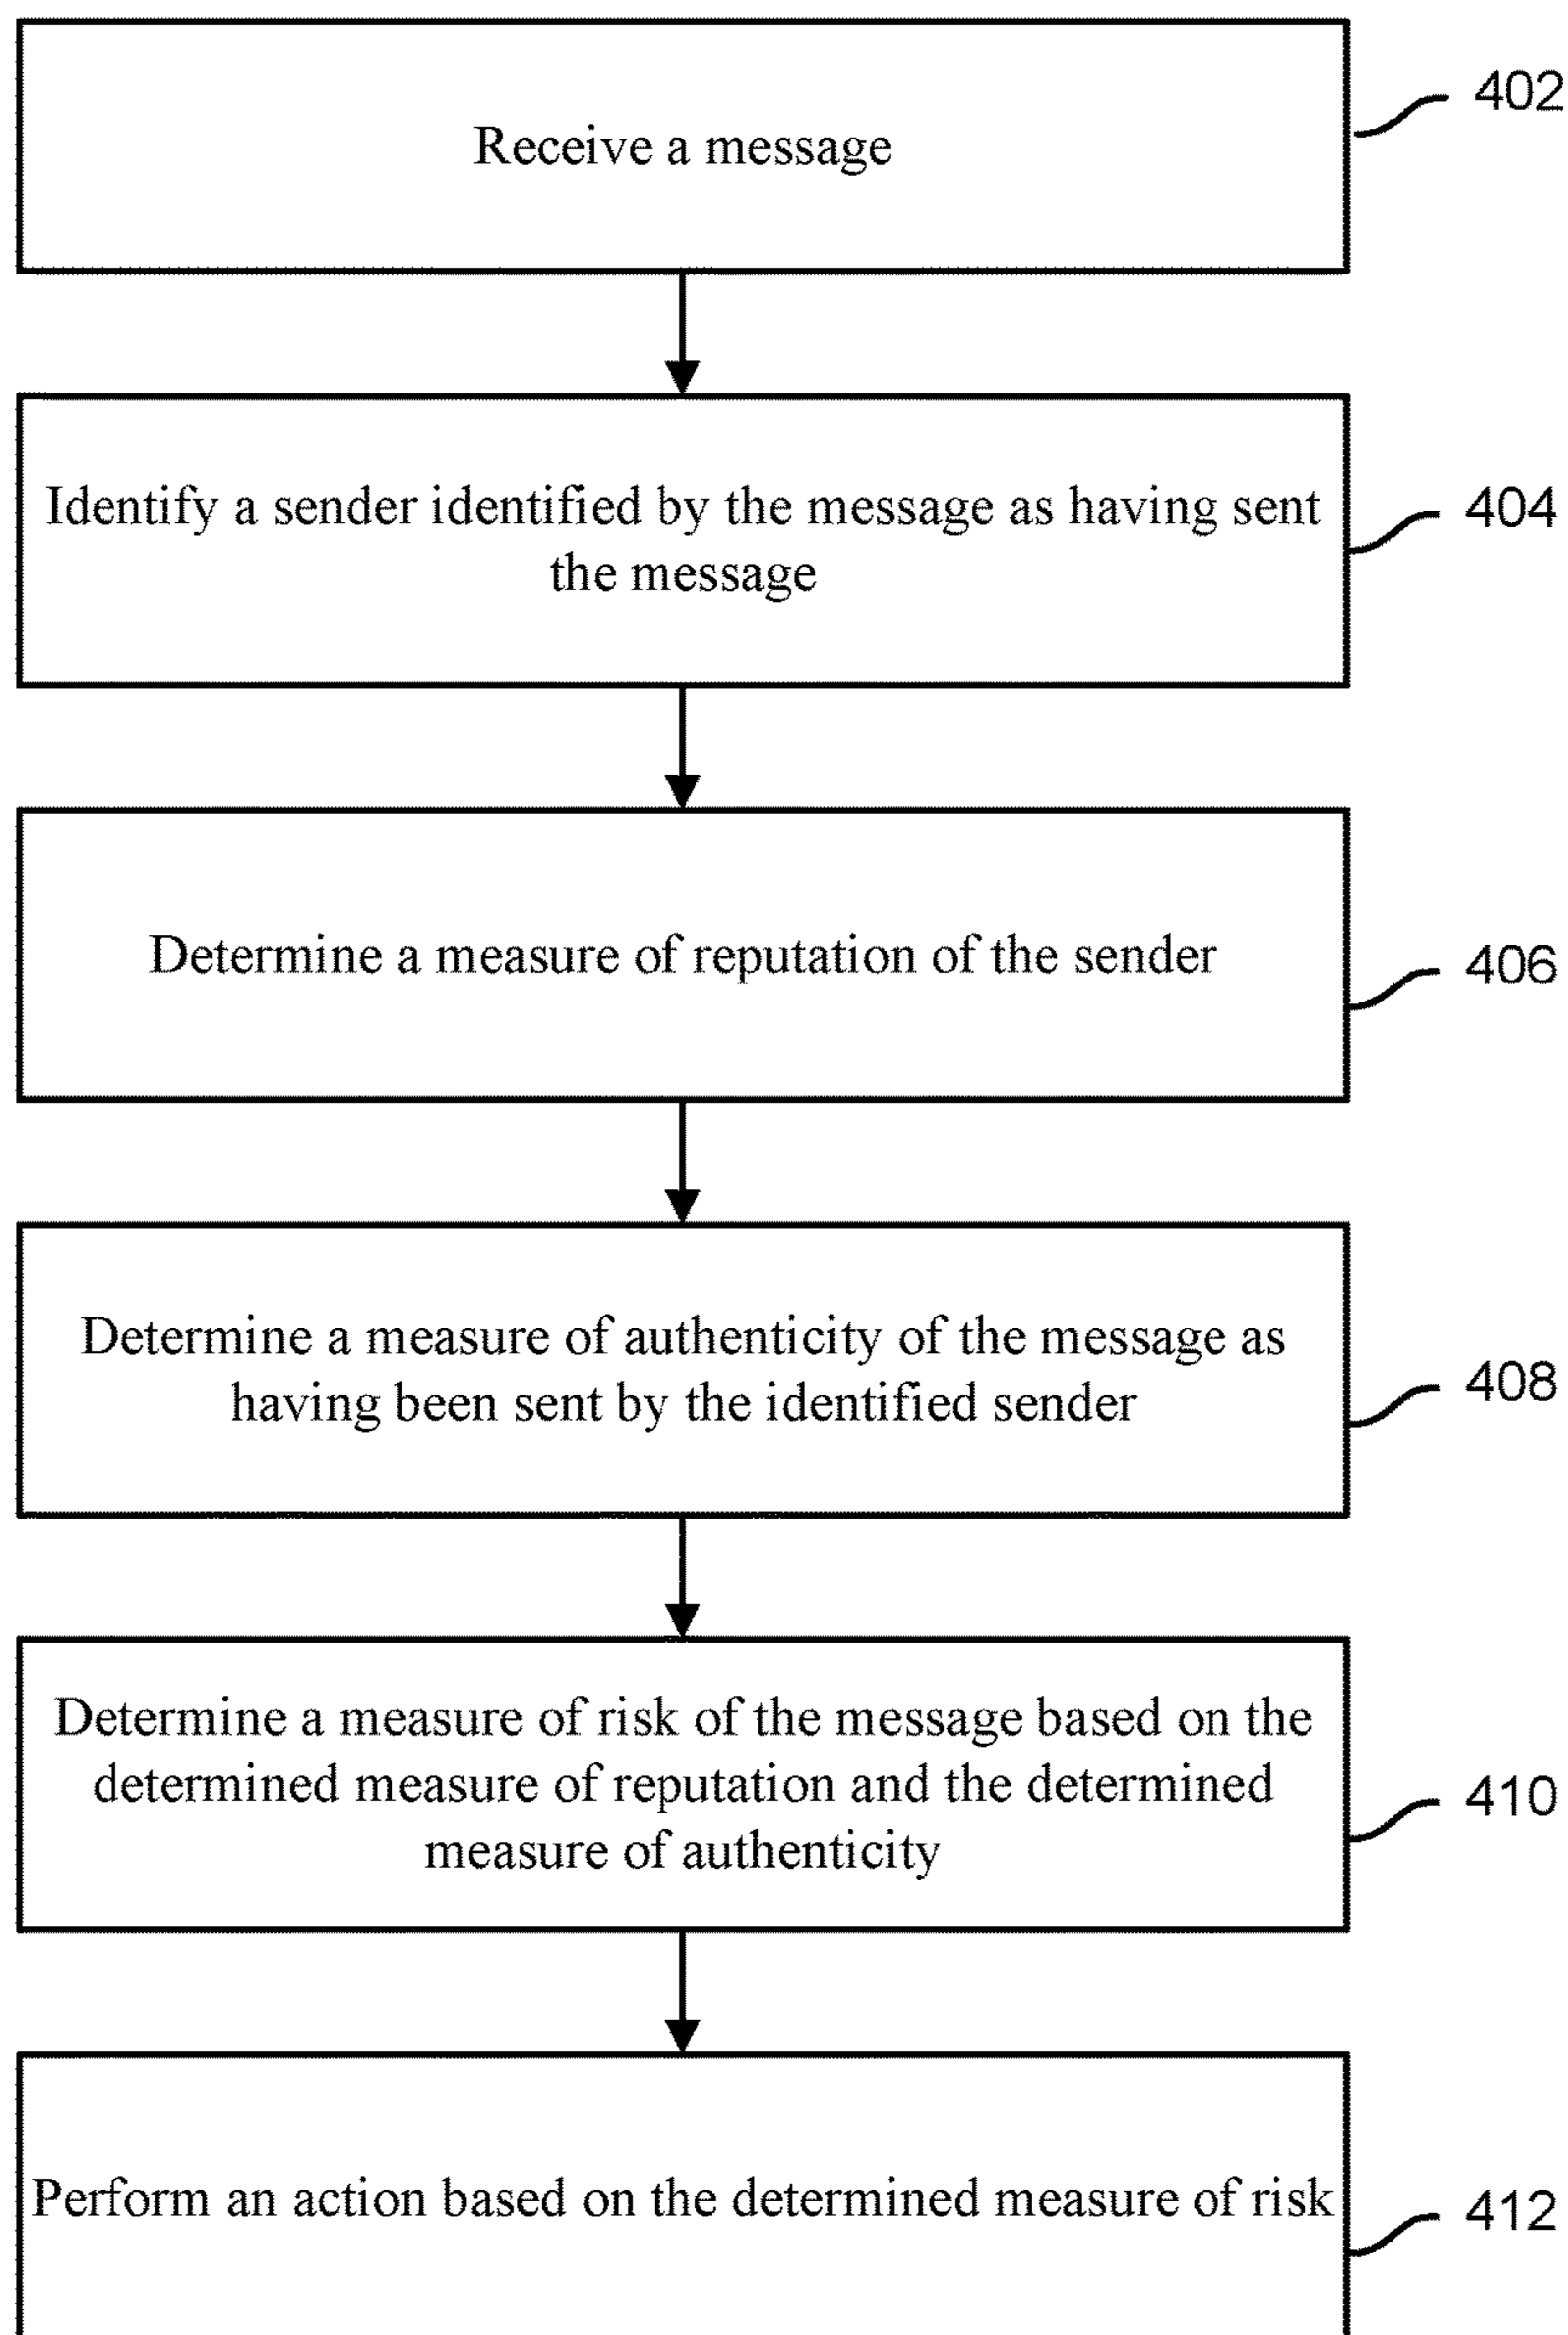 Receive a message
402
Identify a sender identified by the message as having sent
the message
404
Determine a measure of reputation of the sender
406
Determine a measure of authenticity of the message as
having been sent by the identified sender
408
Determine a measure of risk of the message based on the
determined measure of reputation and the determined
measure of authenticity
410
Perform an action based on the determined measure of risk
412